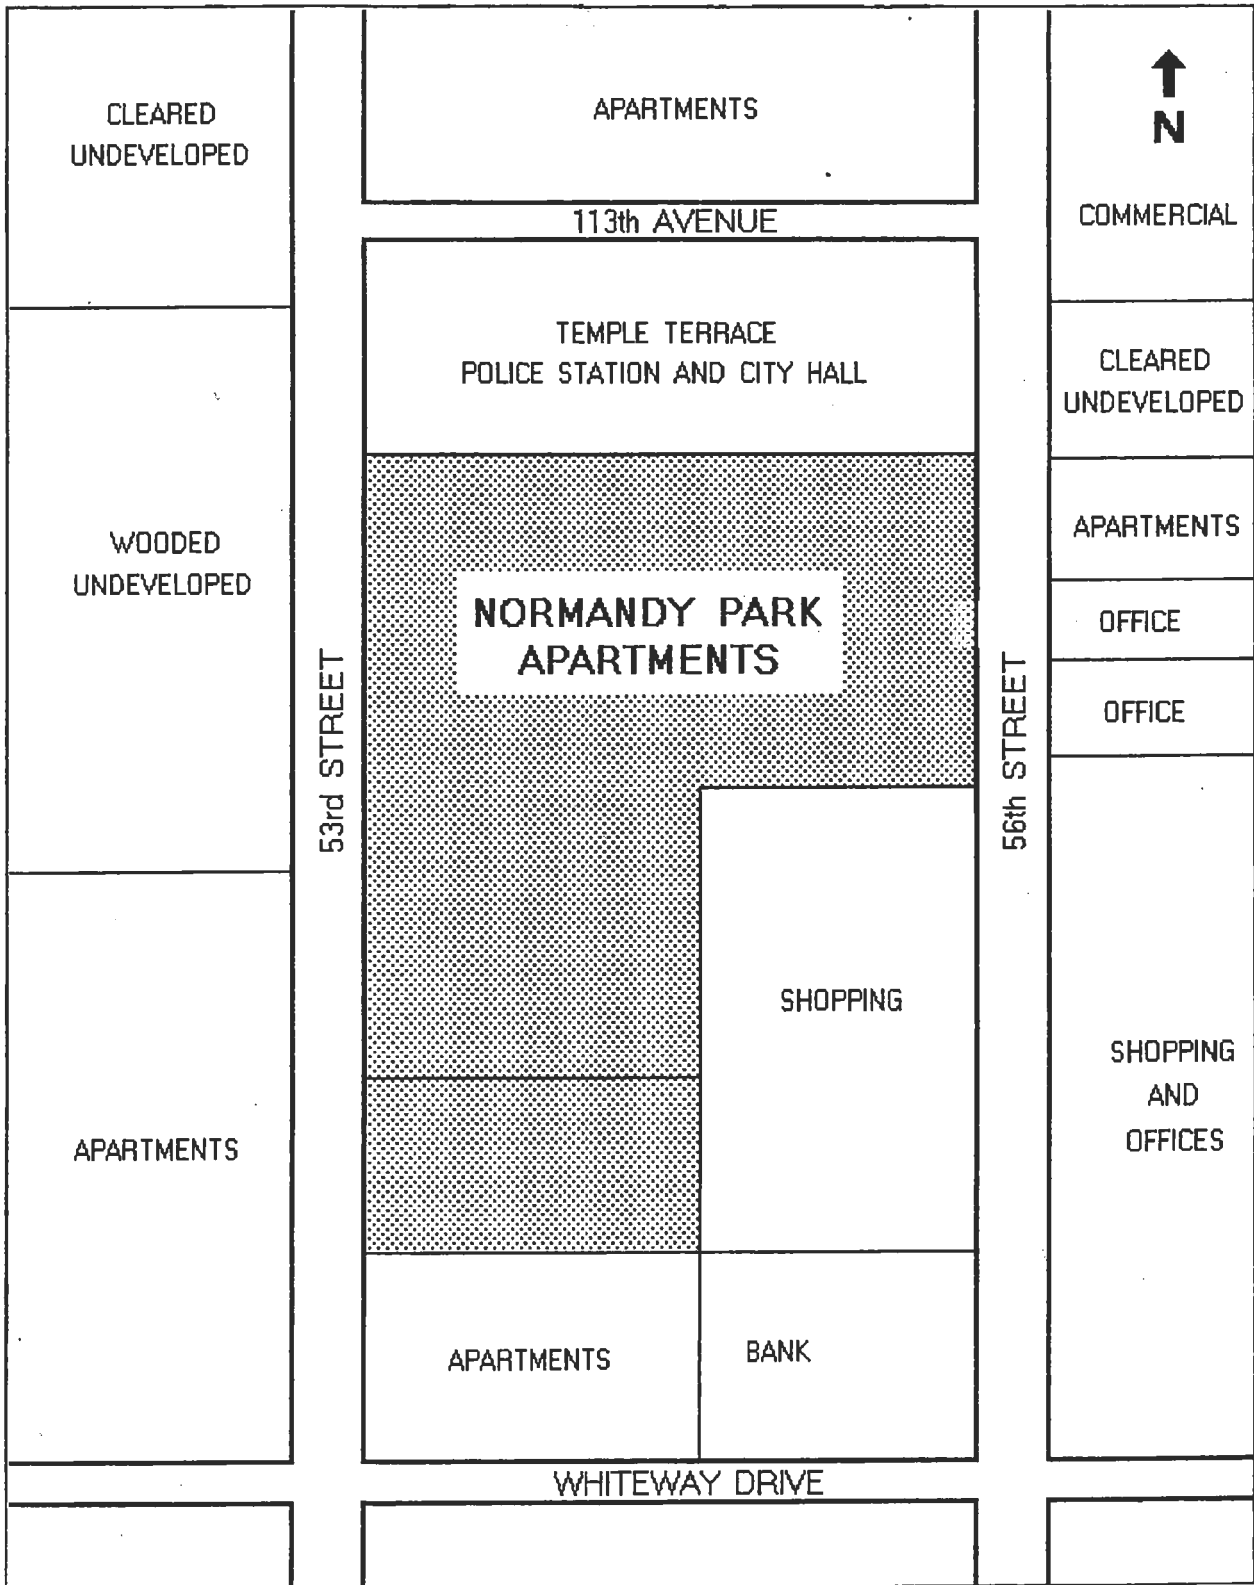 CLEARED
UNDEVELOPED
APARTMENTS
N
COMMERCIAL
113th AVENUE
TEMPLE TERRACE
POLICE STATION AND CITY HALL
CLEARED
UNDEVELOPED
WOODED
UNDEVELOPED
NORMANDY PARK
APARTMENTS
APARTMENTS
OFFICE
OFFICE
53rd STREET
56th STREET
SHOPPING
SHOPPING
AND
OFFICES
APARTMENTS
APARTMENTS
BANK
WHITEWAY DRIVE